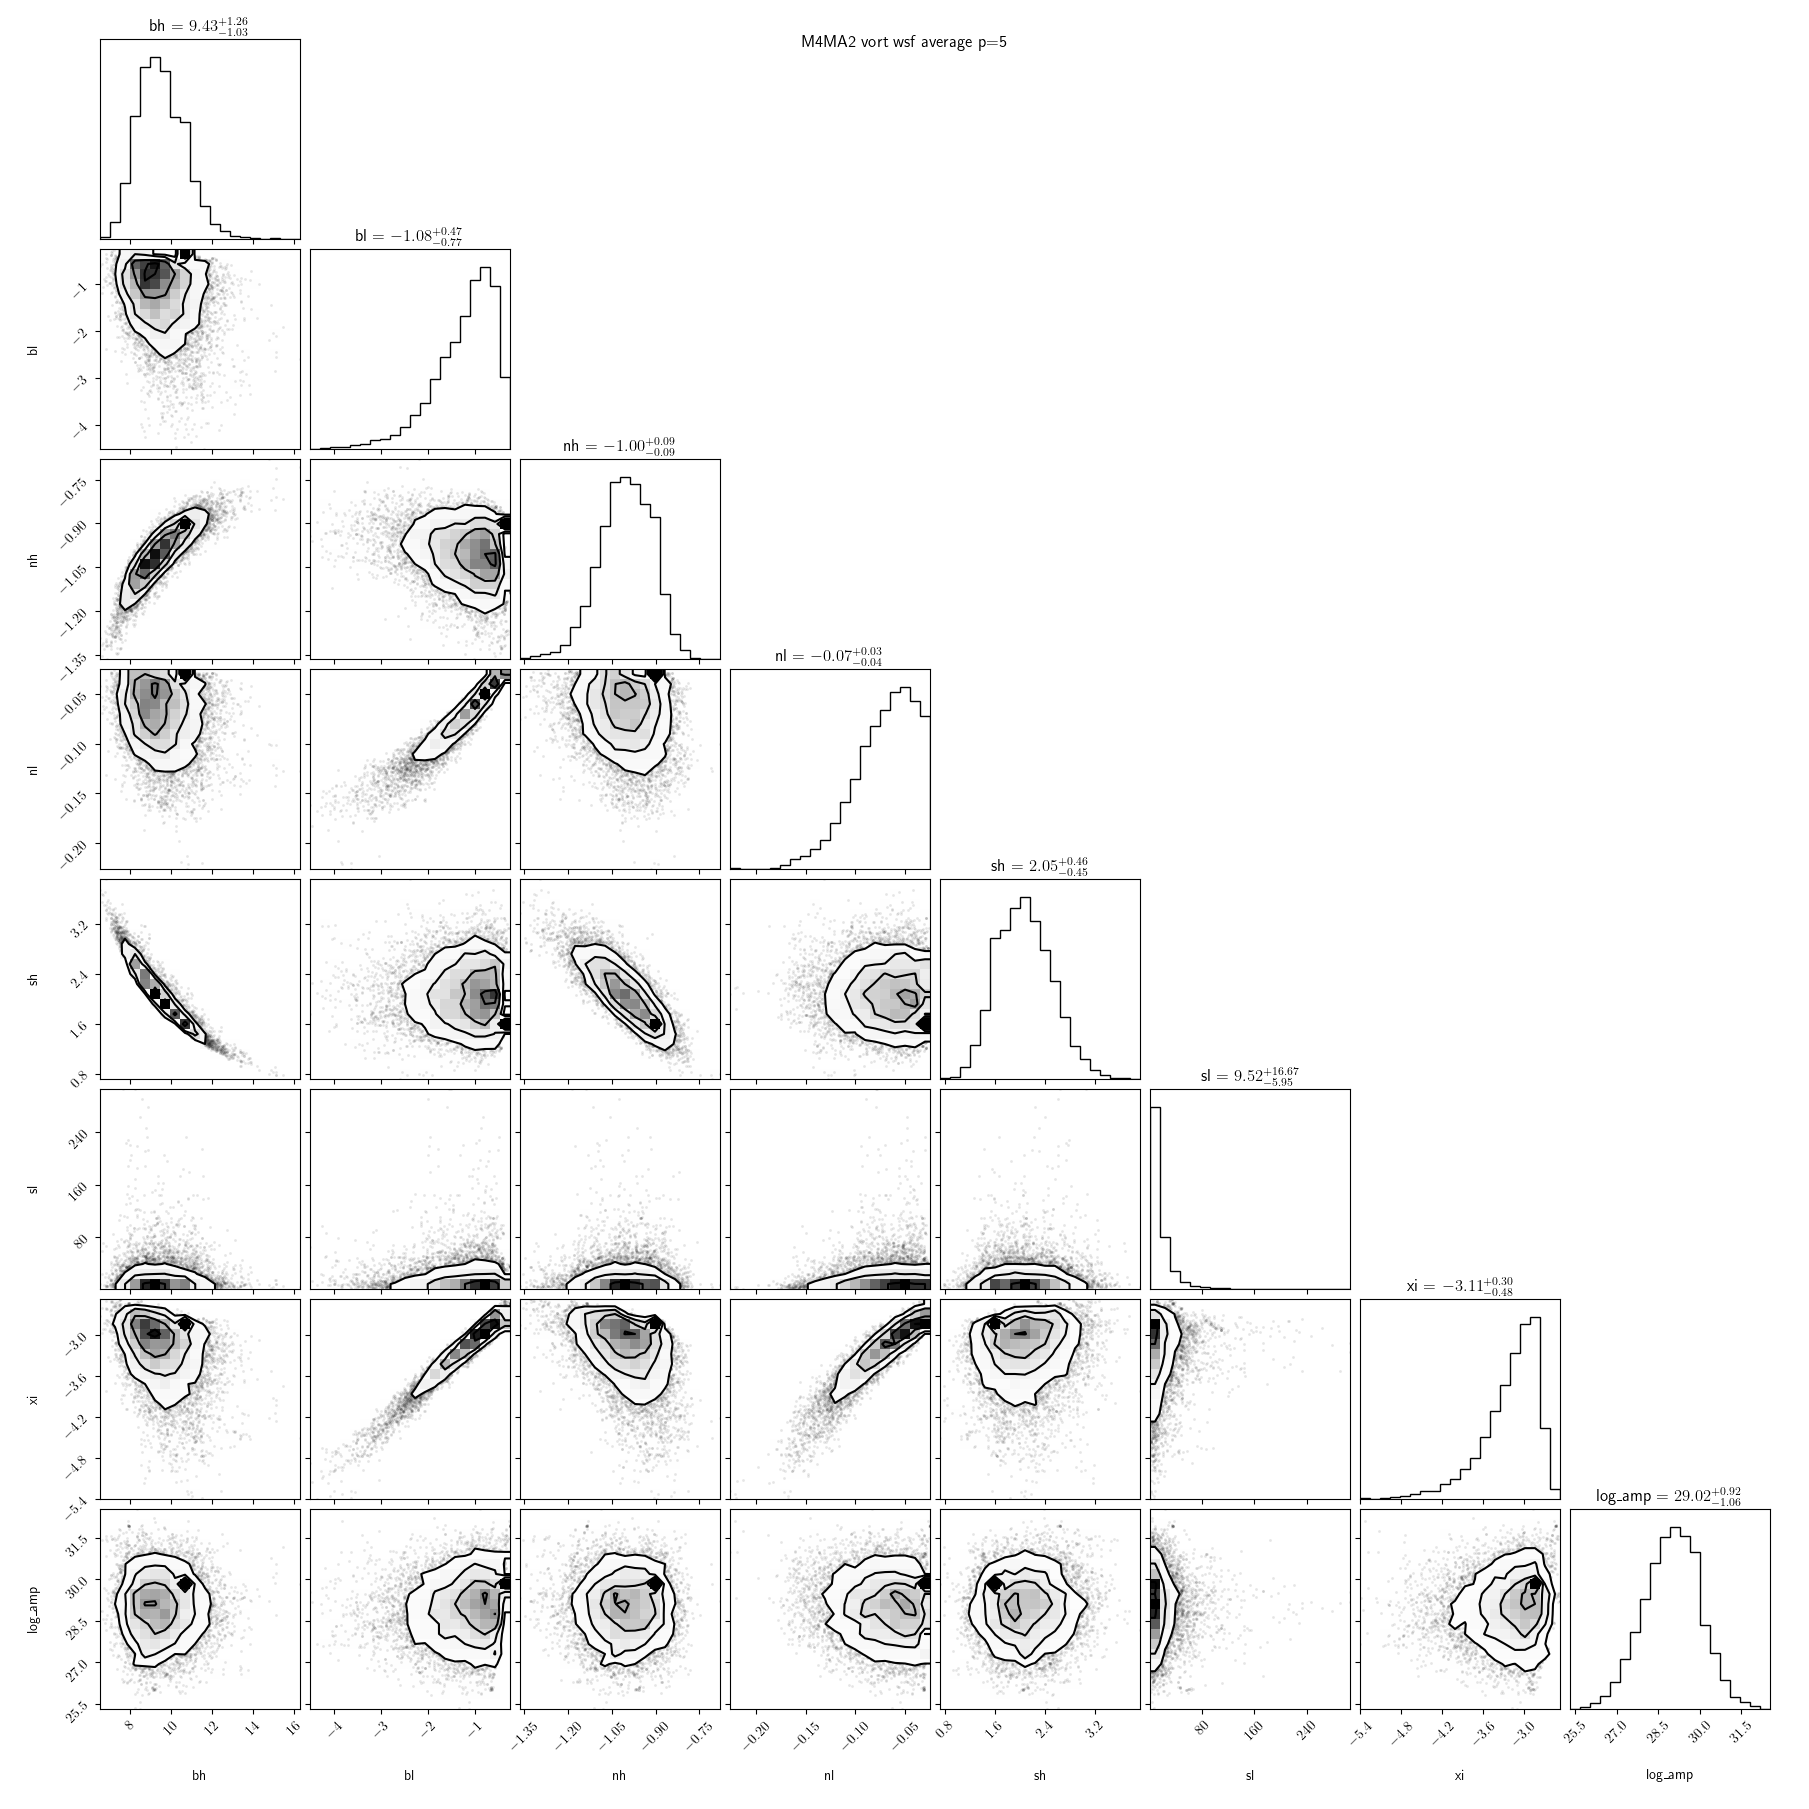 bh = 9.43+1.26 −1.03
M4MA2 vort wsf average p=5
bl = −1.08+0.47 −0.77
−1
−2
−3
−4
bl
nh = −1.00+0.09 −0.09
−0.75
−0.90
−1.05
−1.20
−1.35
nh
nl = −0.07+0.03 −0.04
−0.05
−0.10
−0.15
−0.20
nl
sh = 2.05+0.46 −0.45
3.2
2.4
1.6
0.8
sh
sl = 9.52+16.67 −5.95
240
160
80
sl
xi = −3.11+0.30 −0.48
−3.0
−3.6
−4.2
−4.8
−5.4
xi
log_amp = 29.02+0.92 −1.06
31.5
30.0
28.5
27.0
25.5
log_amp
8 10 12 14 16 −4 −3 −2 −1 −1.35 −1.20 −1.05 −0.90 −0.75 −0.20 −0.15 −0.10 −0.05 0.8 1.6 2.4 3.2 80 160 240 −5.4 −4.8 −4.2 −3.6 −3.0 25.5 27.0 28.5 30.0 31.5
bh bl nh nl sh sl xi log_amp